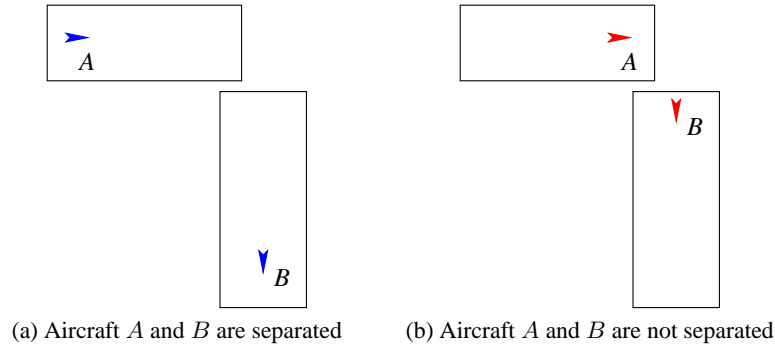 A
A
B
B
(a) Aircraft A and B are separated
(b) Aircraft A and B are not separated